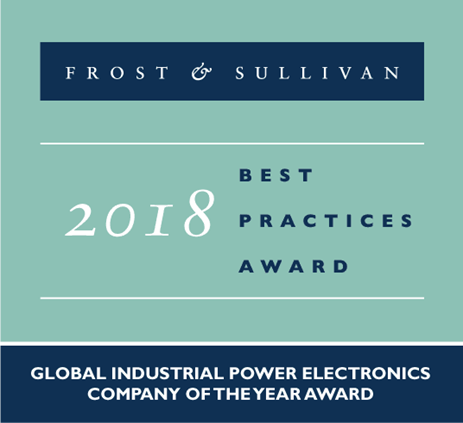 FROST & SULLIVAN
BEST
2018 PRACTICES
AWARD
GLOBAL INDUSTRIAL POWER ELECTRONICS
COMPANY OF THE YEAR AWARD